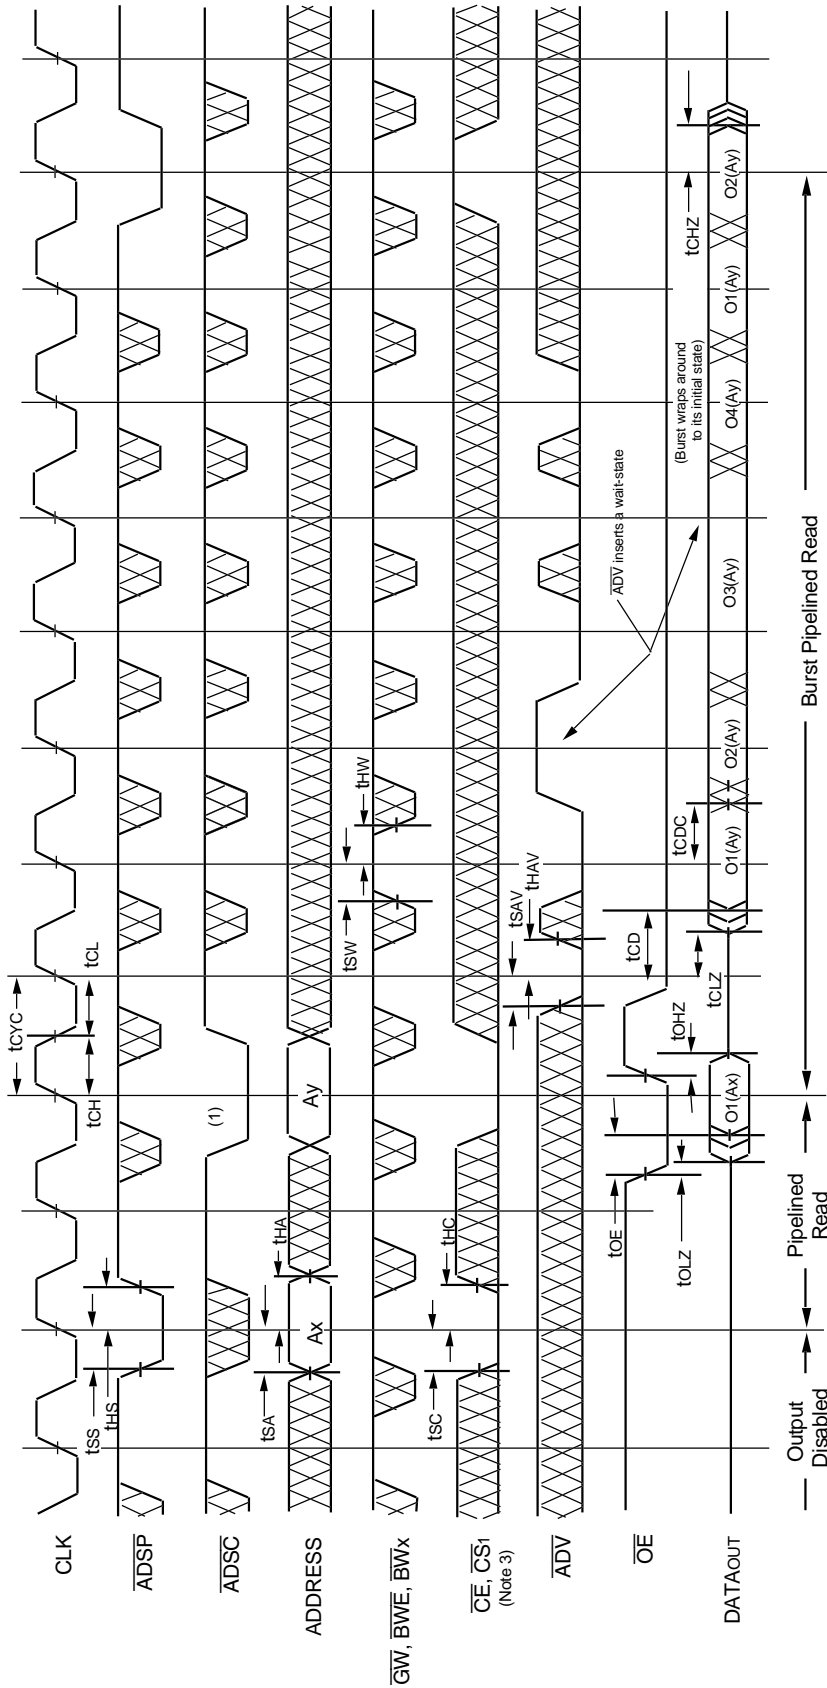 CLK
tCYC
tCH
tCL
ADSP
tSS
tHS
ADSC
(1)
ADDRESS
tSA
tHA
Ax
Ay
GW, BWE, BWx
tSW
tHW
CE, CS1
(Note 3)
tSC
tHC
ADV
tSAV
tHAV
ADV inserts a wait-state
OE
tOE
tOHZ
tCD
tOLZ
tCLZ
tCDC
tCHZ
(Burst wraps around
to its initial state)
DATAOUT
O1(Ax)
O1(Ay)
O2(Ay)
O3(Ay)
O4(Ay)
O1(Ay)
O2(Ay)
Output
Disabled
Pipelined
Read
Burst Pipelined Read